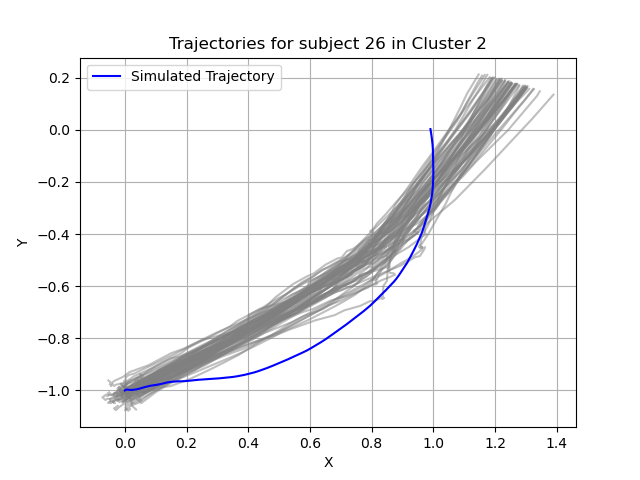 Trajectories for subject 26 in Cluster 2
Simulated Trajectory
Y
0.2
0.0
−0.2
−0.4
−0.6
−0.8
−1.0
0.0 0.2 0.4 0.6 0.8 1.0 1.2 1.4
X